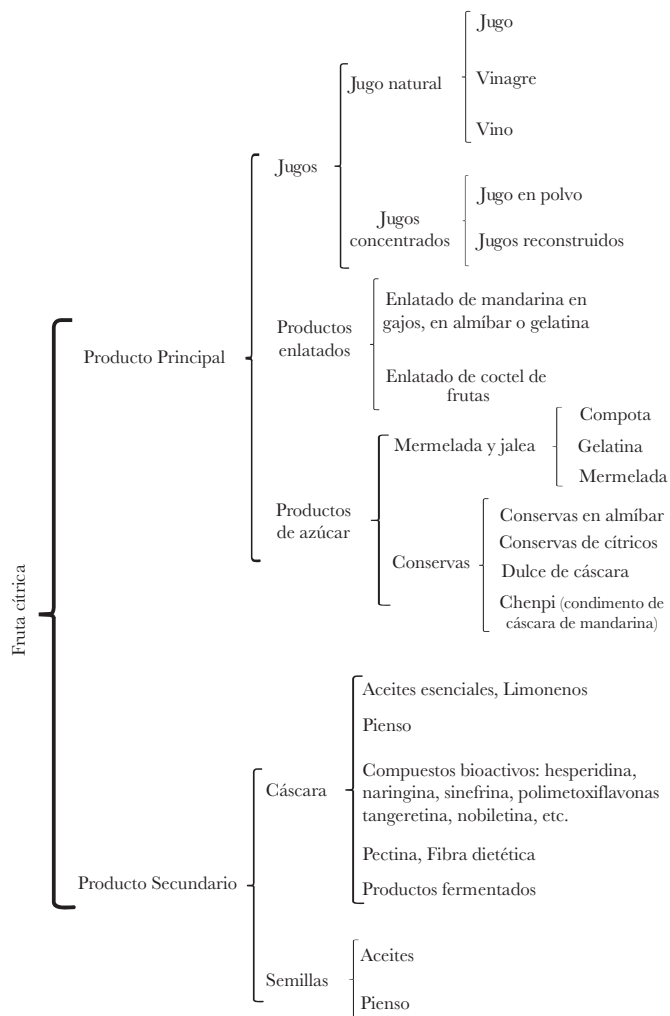 Fruta cítrica
Producto Principal
Jugos
Jugo natural
Jugo
Vinagre
Vino
Jugos
concentrados
Jugo en polvo
Jugos reconstruidos
Productos
enlatados
Enlatado de mandarina en
gajos, en almíbar o gelatina
Enlatado de coctel de
frutas
Productos
de azúcar
Mermelada y jalea
Compota
Gelatina
Mermelada
Conservas
Conservas en almíbar
Conservas de cítricos
Dulce de cáscara
Chenpi (condimento de
cáscara de mandarina)
Producto Secundario
Cáscara
Aceites esenciales, Limonenos
Pienso
Compuestos bioactivos: hesperidina,
naringina, sinefrina, polimetoxiflavonas
tangeretina, nobiletina, etc.
Pectina, Fibra dietética
Productos fermentados
Semillas
Aceites
Pienso